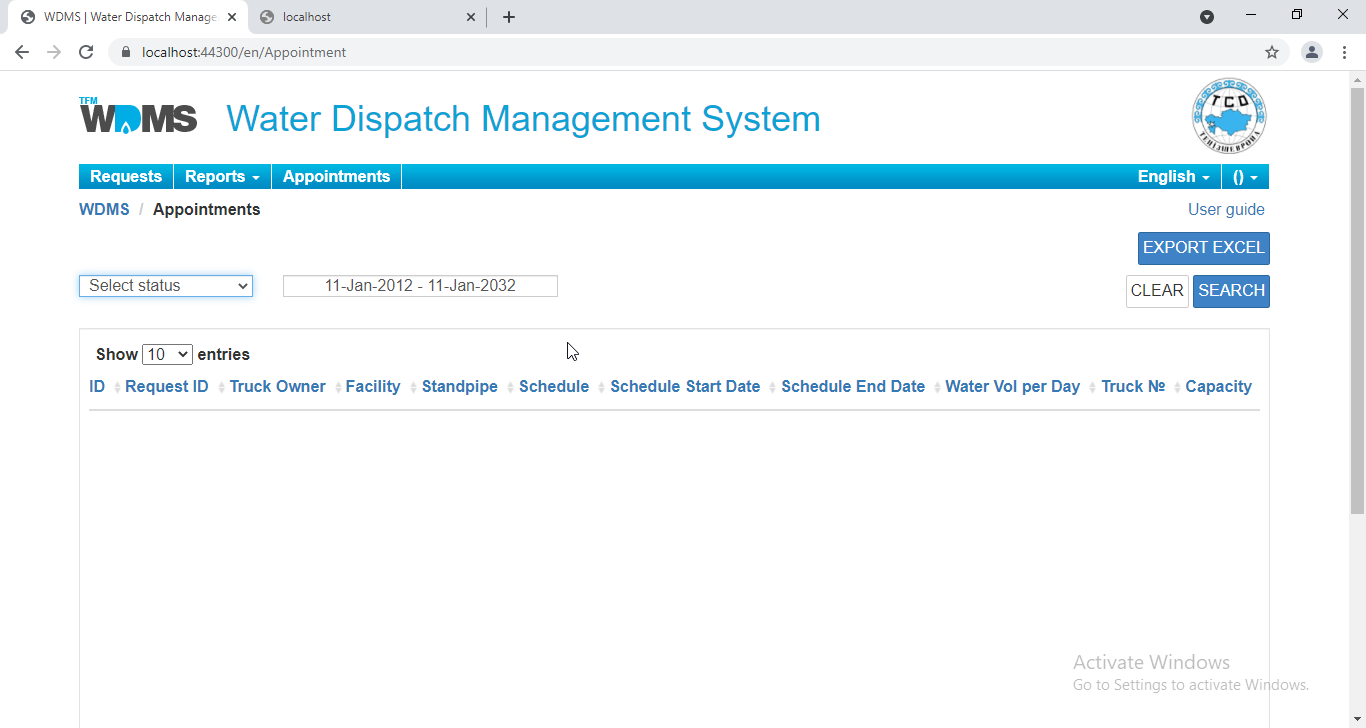 WDMS | Water Dispatch Manage
localhost
localhost:44300/en/Appointment
TFM
WDMS
Water Dispatch Management System
T.C.O
ТЕНГИЗШЕВРОЙЛ
Requests Reports Appointments English ()
WDMS / Appointments User guide
EXPORT EXCEL
Select status 11-Jan-2012 - 11-Jan-2032 CLEAR SEARCH
Show 10 entries
ID Request ID Truck Owner Facility Standpipe Schedule Schedule Start Date Schedule End Date Water Vol per Day Truck № Capacity
Activate Windows
Go to Settings to activate Windows.